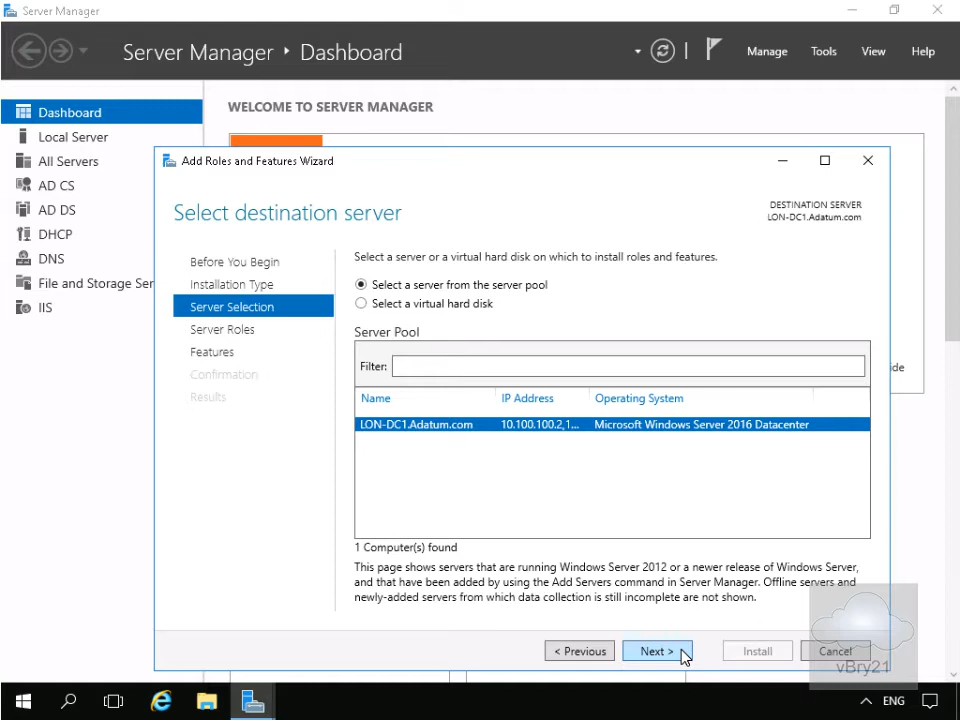 Server Manager
Server Manager ‣ Dashboard
Manage Tools View Help
Dashboard
Local Server
All Servers
AD CS
AD DS
DHCP
DNS
File and Storage Ser
IIS
WELCOME TO SERVER MANAGER
ide
Add Roles and Features Wizard
Select destination server
DESTINATION SERVER
LON-DC1.Adatum.com
Before You Begin
Installation Type
Server Selection
Server Roles
Features
Confirmation
Results
Select a server or a virtual hard disk on which to install roles and features.
Select a server from the server pool
Select a virtual hard disk
Server Pool
Filter:
Name IP Address Operating System
LON-DC1.Adatum.com 10.100.100.2,1... Microsoft Windows Server 2016 Datacenter
1 Computer(s) found
This page shows servers that are running Windows Server 2012 or a newer release of Windows Server,
and that have been added by using the Add Servers command in Server Manager. Offline servers and
newly-added servers from which data collection is still incomplete are not shown.
< Previous Next > Install Cancel
vBry21
ENG